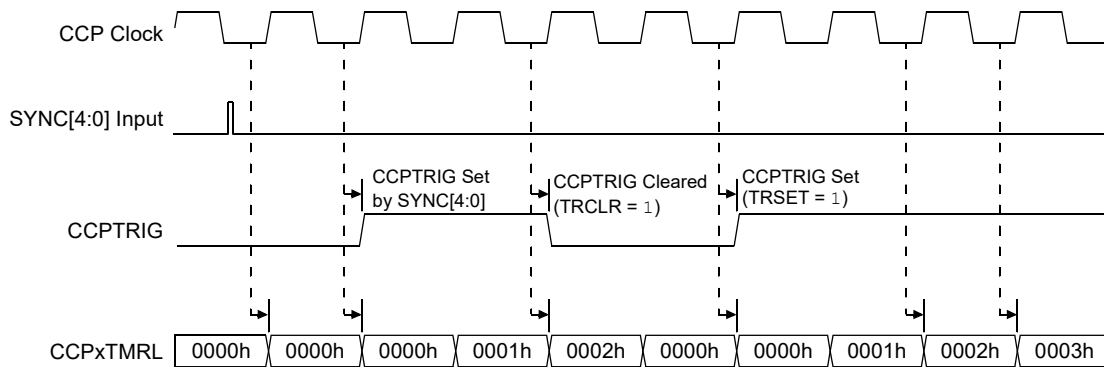 CCP Clock
SYNC[4:0] Input
CCPTRIG Set
by SYNC[4:0]
CCPTRIG Cleared
(TRCLR = 1)
CCPTRIG Set
(TRSET = 1)
CCPTRIG
CCPxTMRL
0000h 0000h 0000h 0001h 0002h 0000h 0000h 0001h 0002h 0003h